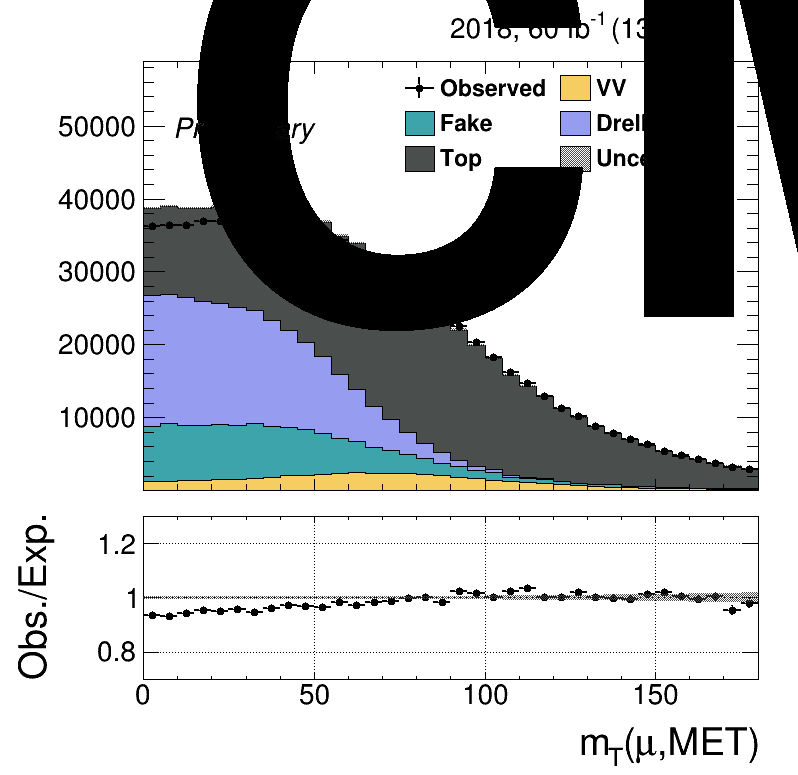 2018, 60 fb-1 (13
CM
Observed
VV
Fake
Top
50000
40000
30000
20000
10000
Obs./Exp.
1.2
1
0.8
0 50 100 150
mT(μ,MET)